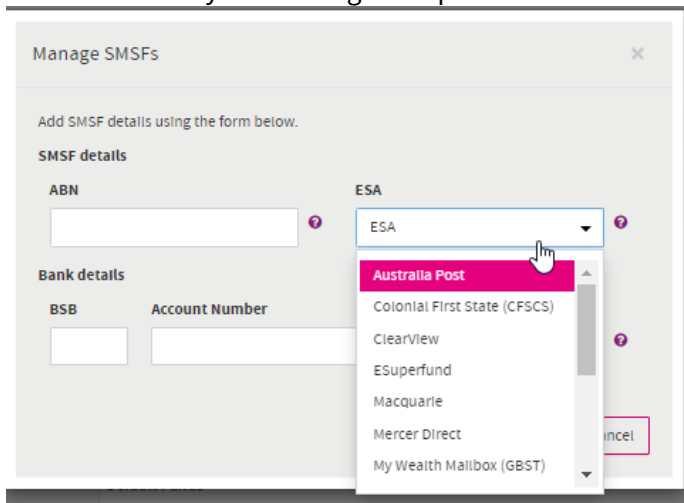 Manage SMSFs
Add SMSF details using the form below.
SMSF details
ABN
ESA
ESA
Australia Post
Colonial First State (CFSCS)
ClearView
ESuperfund
Macquarie
Mercer Direct
My Wealth Mailbox (GBST)
Bank details
BSB Account Number
ncel